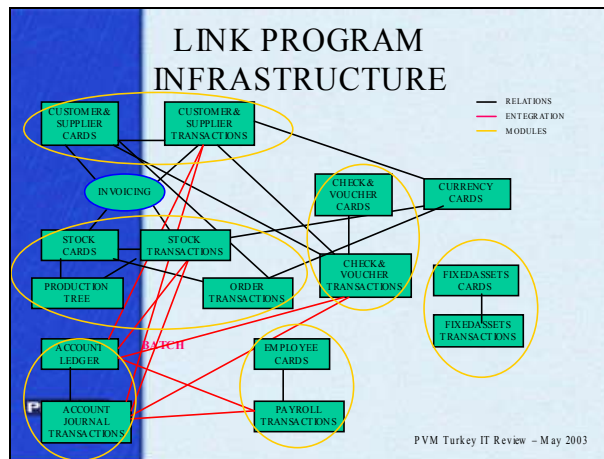 LINK PROGRAM
INFRASTRUCTURE
RELATIONS
ENTEGRATION
MODULES
CUSTOMER&
SUPPLIER
CARDS
CUSTOMER&
SUPPLIER
TRANSACTIONS
INVOICING
CHECK&
VOUCHER
CARDS
CURRENCY
CARDS
STOCK
CARDS
STOCK
TRANSACTIONS
PRODUCTION
TREE
ORDER
TRANSACTIONS
CHECK&
VOUCHER
TRANSACTIONS
FIXEDASSETS
CARDS
FIXEDASSETS
TRANSACTIONS
BATCH
ACCOUNT
LEDGER
EMPLOYEE
CARDS
ACCOUNT
JOURNAL
TRANSACTIONS
PAYROLL
TRANSACTIONS
PVM Turkey IT Review – May 2003